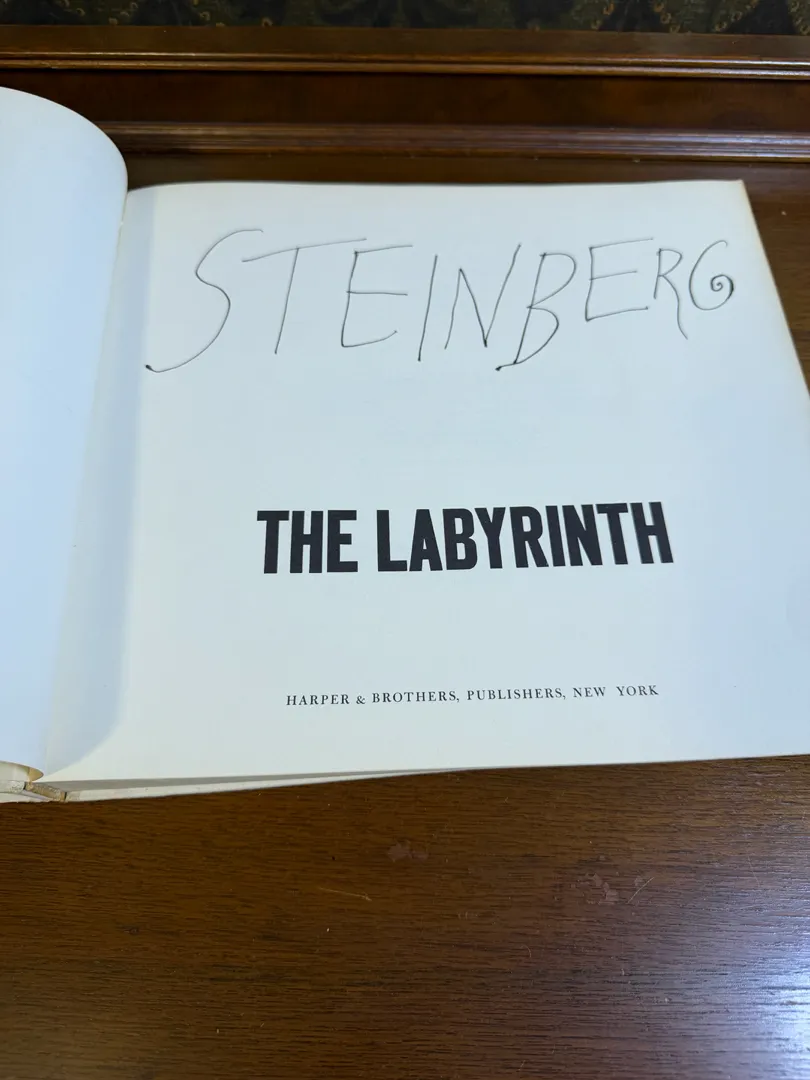 STEINBERG
THE LABYRINTH
HARPER & BROTHERS, PUBLISHERS, NEW YORK